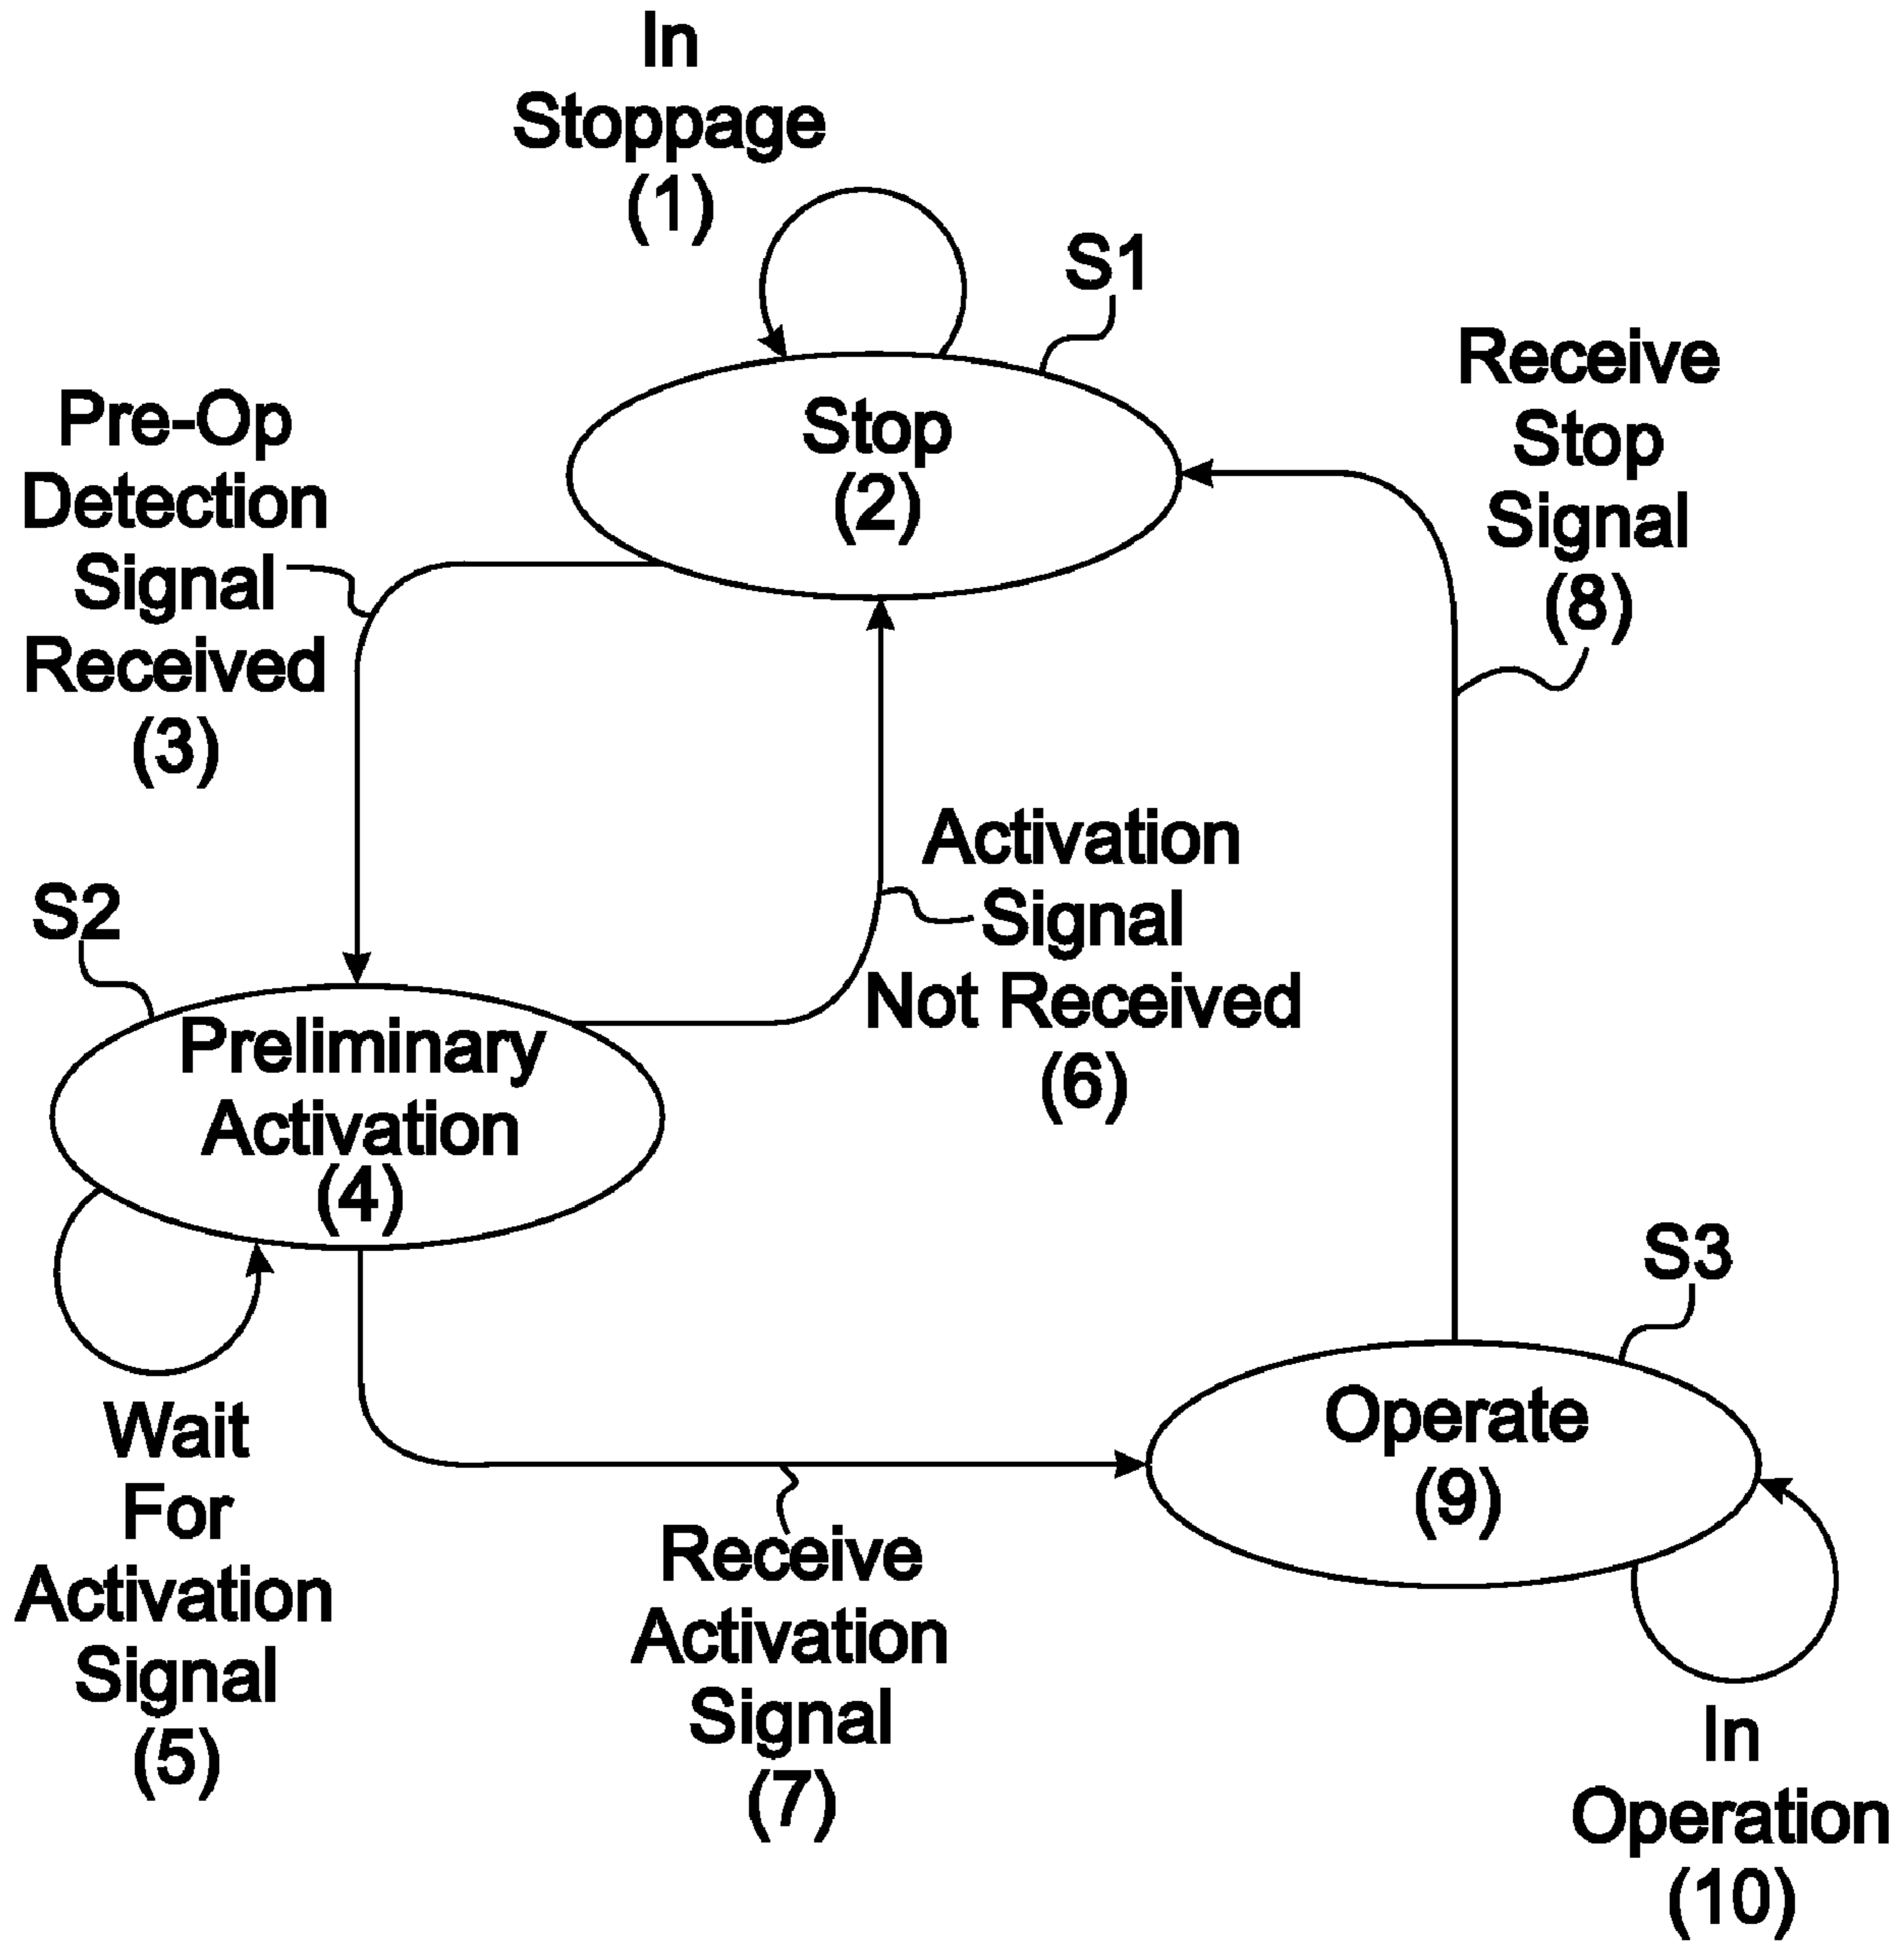 In
Stoppage
(1)
S1
Stop
(2)
Receive
Stop
Signal
(8)
Pre-Op
Detection
Signal
Received
(3)
Activation
Signal
Not Received
(6)
S2
Preliminary
Activation
(4)
Wait
For
Activation
Signal
(5)
Receive
Activation
Signal
(7)
S3
Operate
(9)
In
Operation
(10)